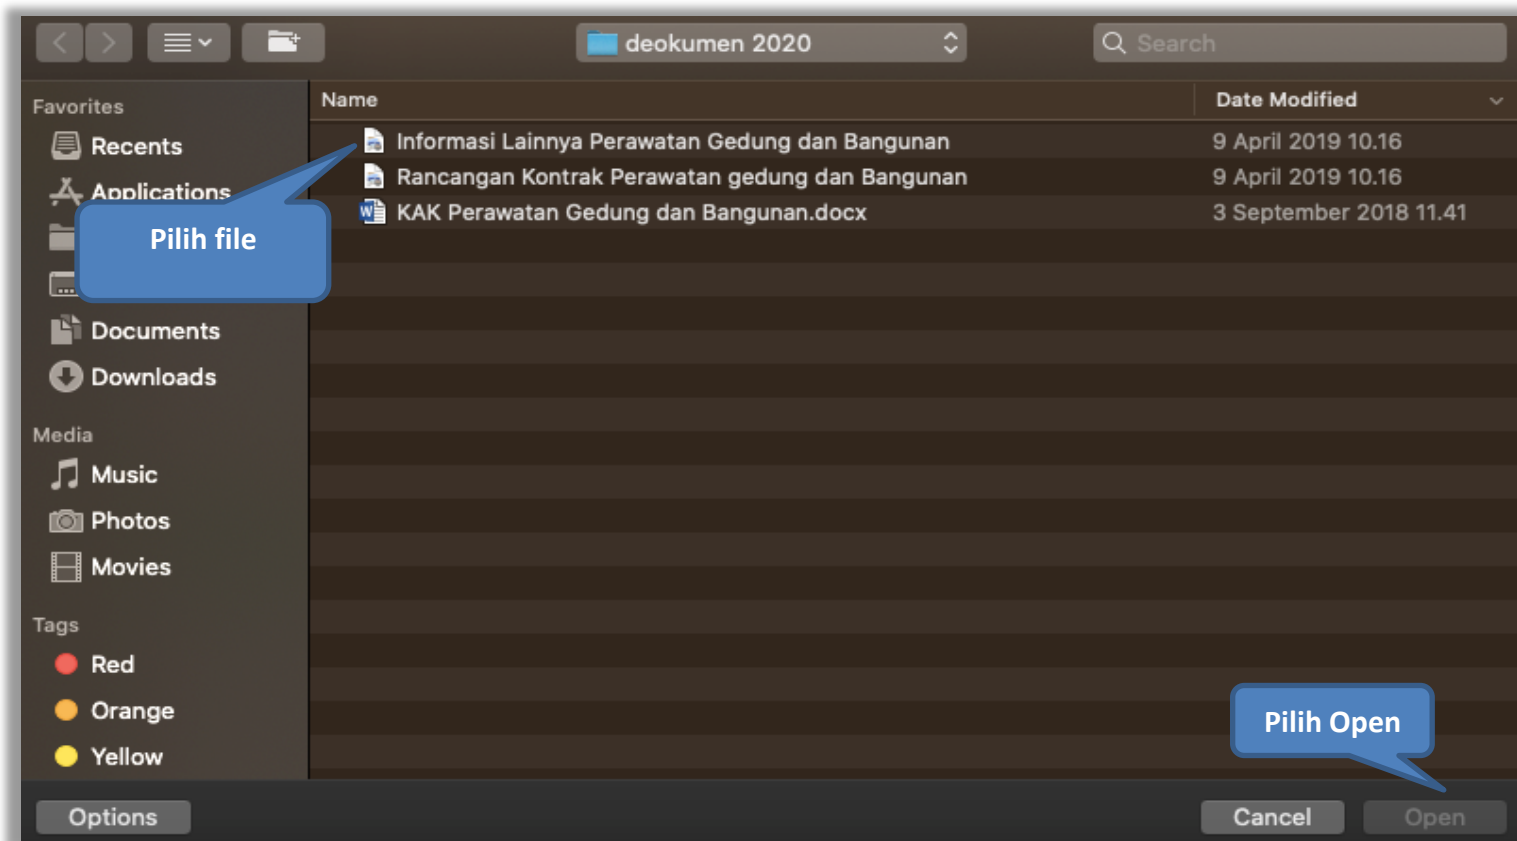 deokumen 2020
Search
Favorites
Name
Date Modified
Recents
Informasi Lainnya Perawatan Gedung dan Bangunan
9 April 2019 10.16
Applications
Rancangan Kontrak Perawatan gedung dan Bangunan
9 April 2019 10.16
KAK Perawatan Gedung dan Bangunan.docx
3 September 2018 11.41
Pilih file
Documents
Downloads
Media
Music
Photos
Movies
Tags
Red
Orange
Yellow
Pilih Open
Options
Cancel
Open